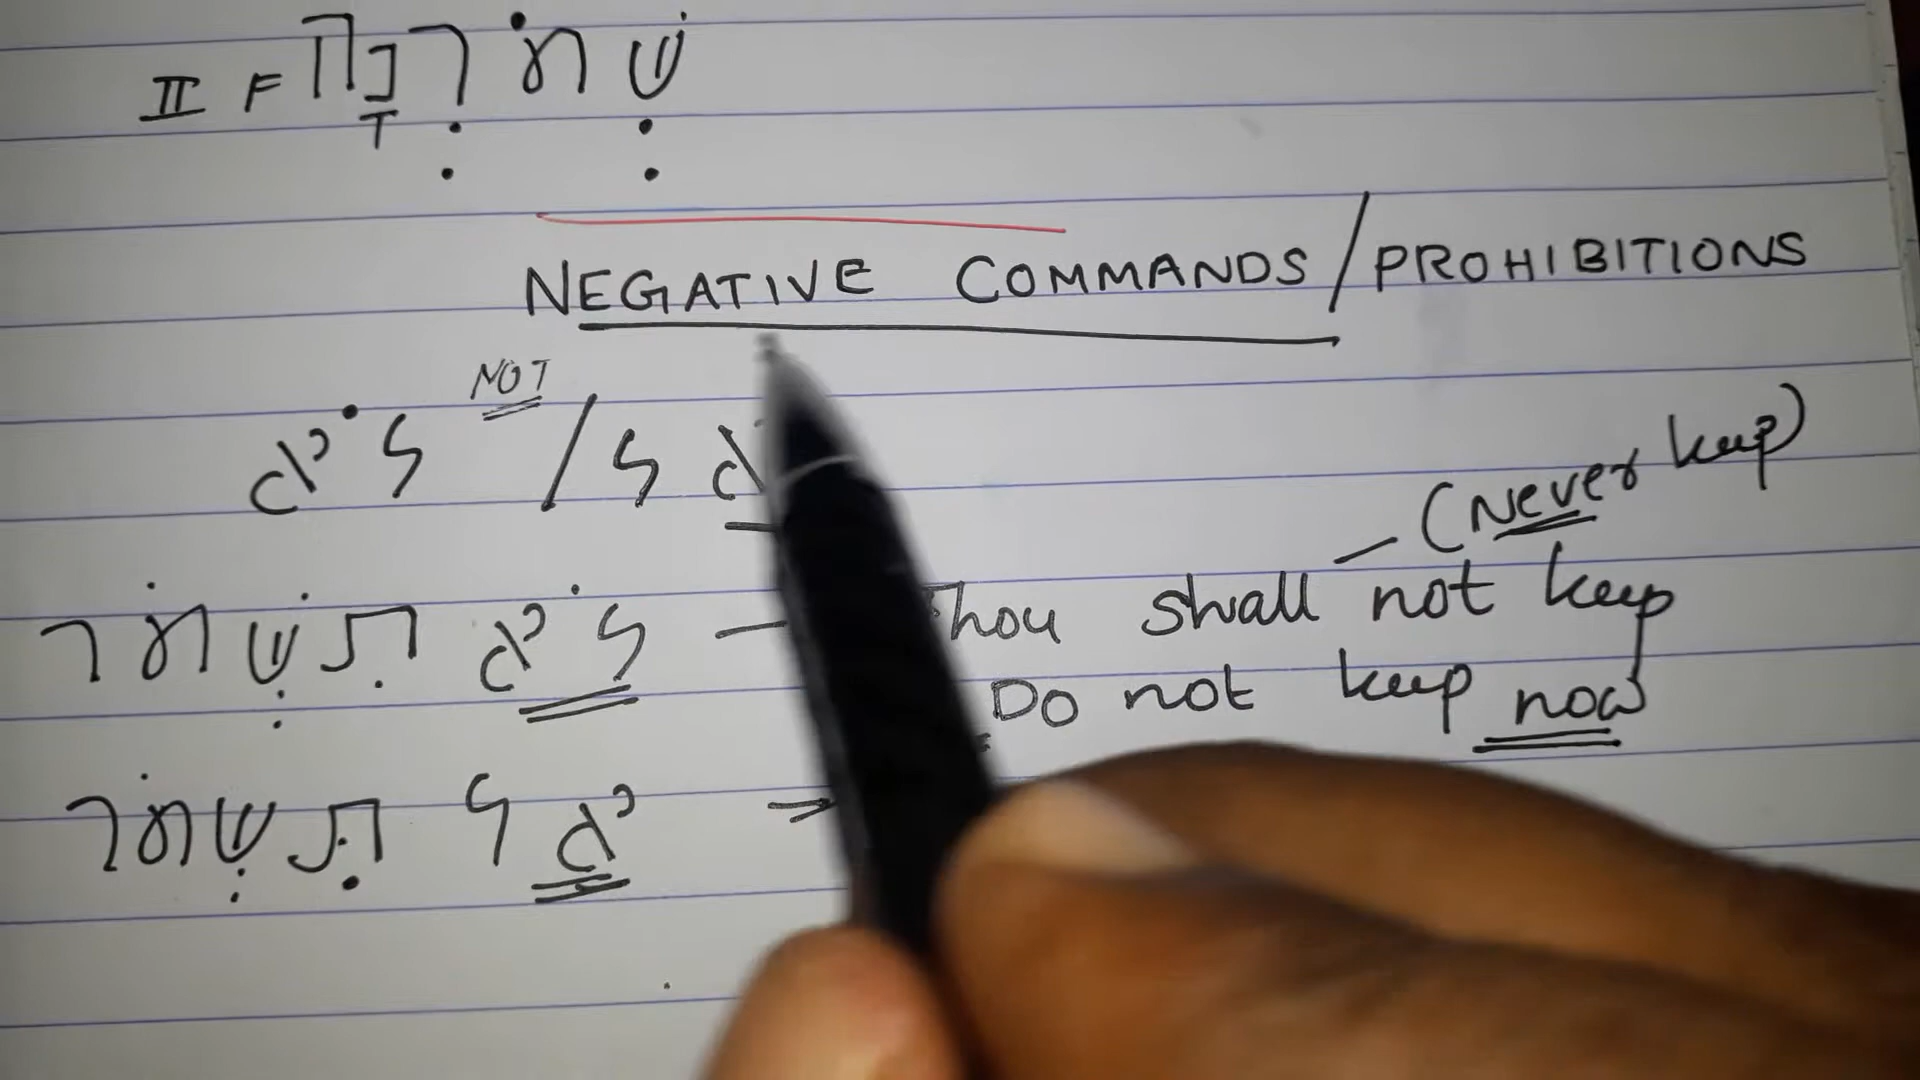 II F שְׁמֹרְנָה
NEGATIVE COMMANDS/PROHIBITIONS
לֹא NOT / אַל
(Never keep)
לֹא תִשְׁמֹר — Thou shall not keep
Do not keep now
אַל תִּשְׁמֹר →